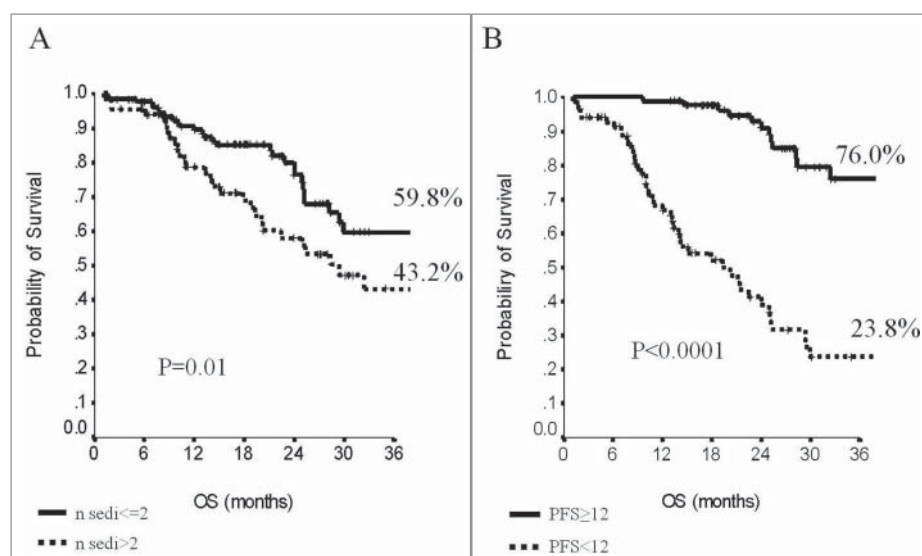 A
Probability of Survival
1.0
.9
.8
.7
.6
.5
.4
.3
.2
.1
0.0
59.8%
43.2%
P=0.01
0 6 12 18 24 30 36
OS (months)
n sedi<=2
n sedi>2
B
Probabiliry of Survival
1.0
.9
.8
.7
.6
.5
.4
.3
.2
.1
0.0
76.0%
23.8%
P<0.0001
0 6 12 18 24 30 36
OS (months)
PFS≥12
PFS<12